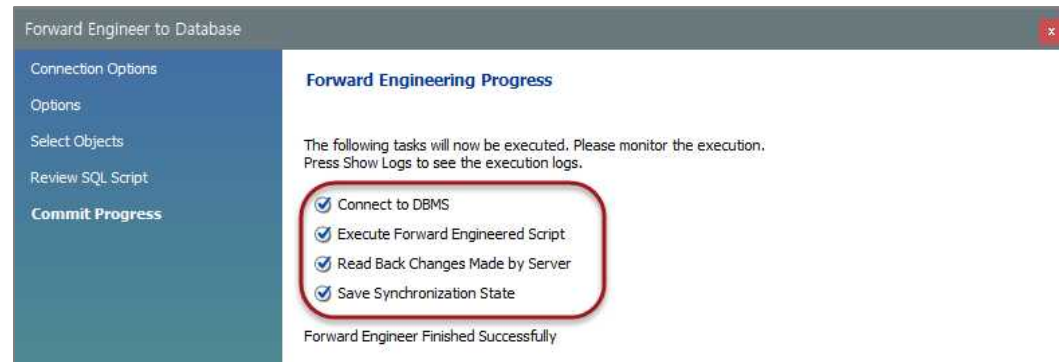 Forward Engineer to Database
x
Connection Options
Options
Select Objects
Review SQL Script
Commit Progress
Forward Engineering Progress
The following tasks will now be executed. Please monitor the execution.
Press Show Logs to see the execution logs.
Connect to DBMS
Execute Forward Engineered Script
Read Back Changes Made by Server
Save Synchronization State
Forward Engineer Finished Successfully